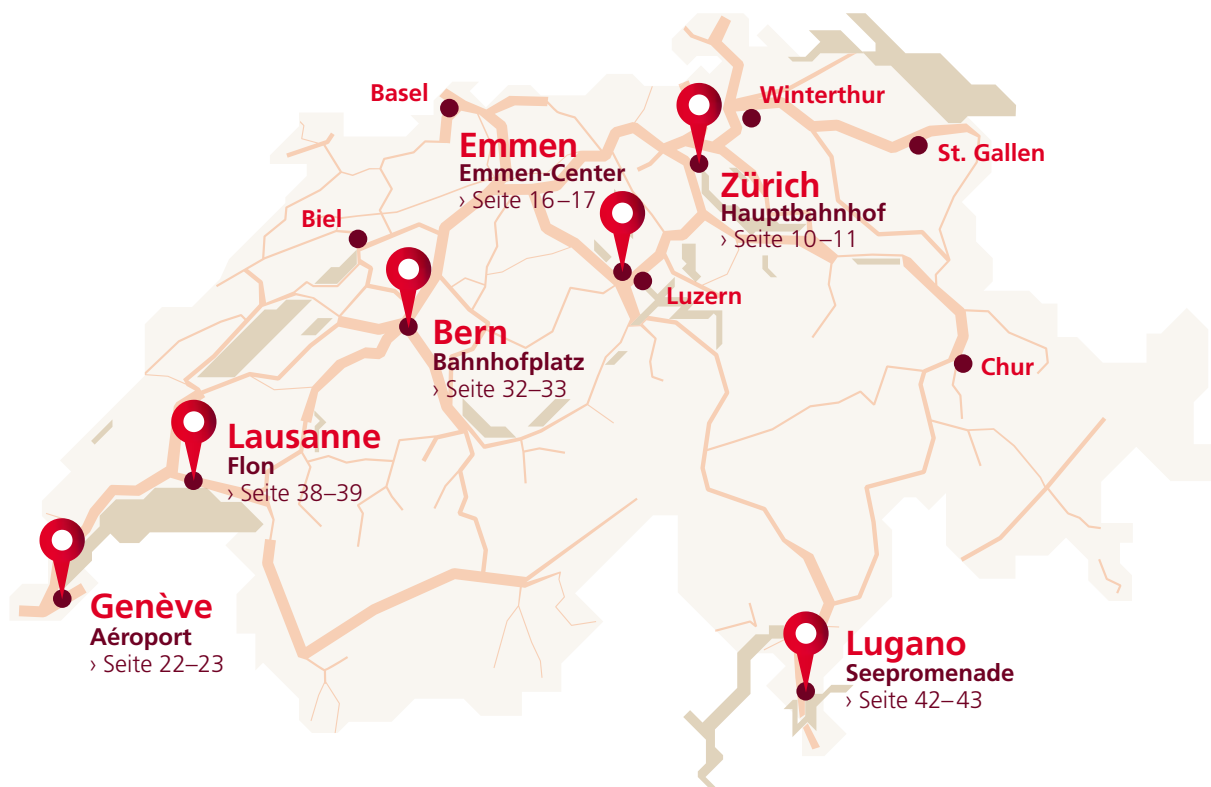 Basel
Winterthur
Emmen
Emmen-Center
› Seite 16–17
St. Gallen
Zürich
Hauptbahnhof
› Seite 10–11
Biel
Luzern
Bern
Bahnhofplatz
› Seite 32–33
Chur
Lausanne
Flon
› Seite 38–39
Genève
Aéroport
› Seite 22–23
Lugano
Seepromenade
› Seite 42–43